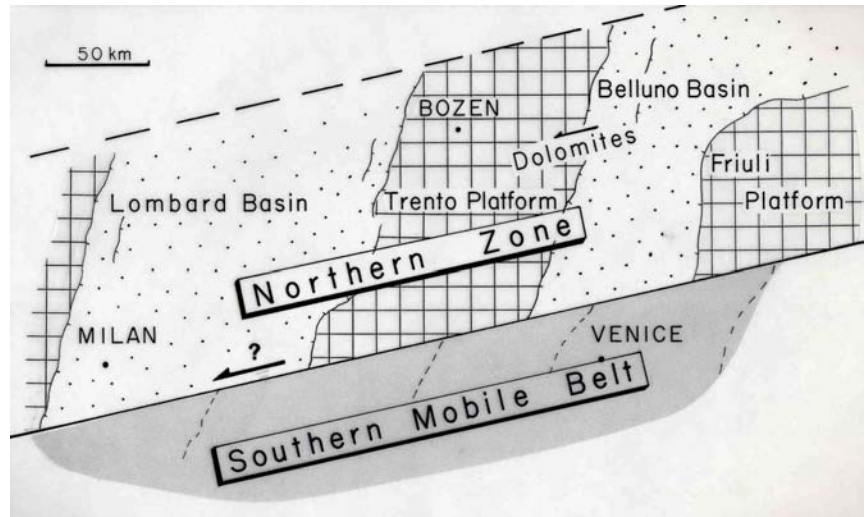 50 km
BOZEN
Belluno Basin
Dolomites
Friuli
Lombard Basin
Trento Platform
Platform
Northern Zone
MILAN
?
VENICE
Southern Mobile Belt